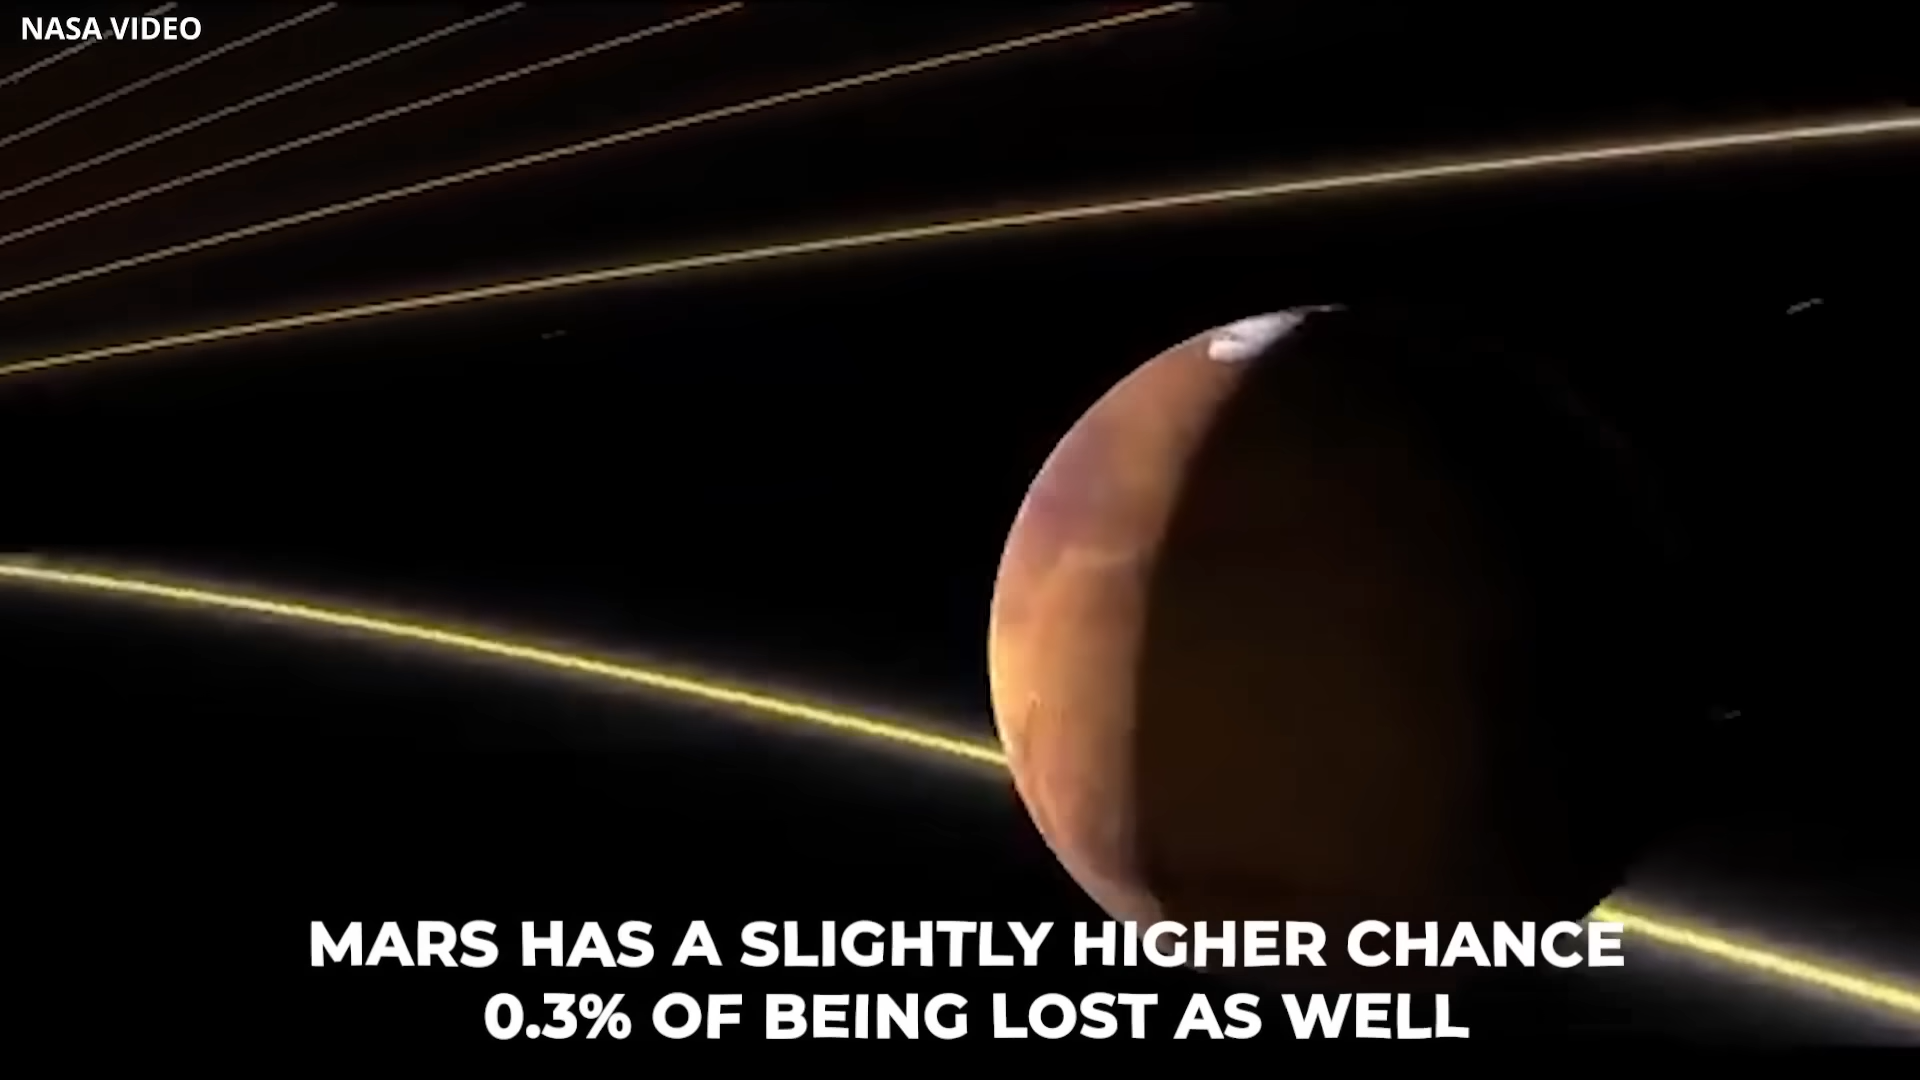 NASA VIDEO
MARS HAS A SLIGHTLY HIGHER CHANCE
0.3% OF BEING LOST AS WELL